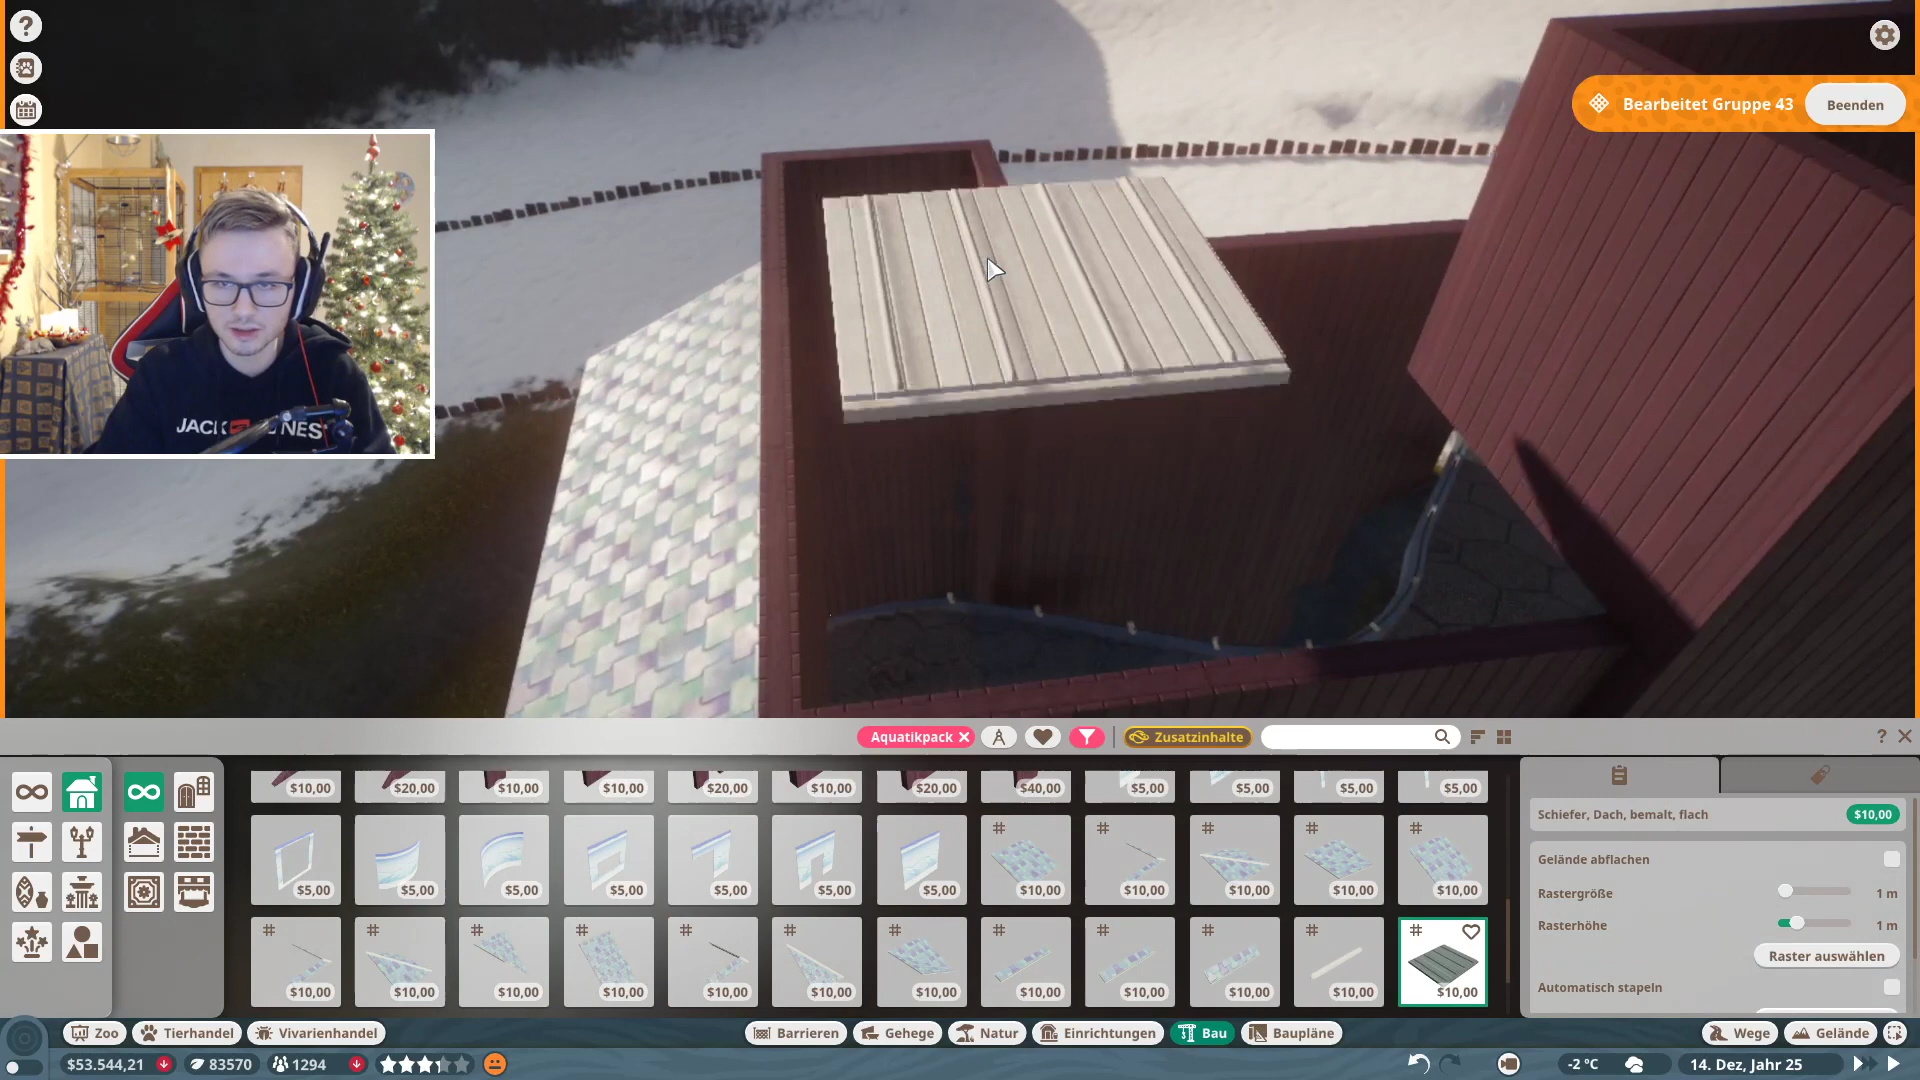 Bearbeitet Gruppe 43
Beenden
JACK
NES
Aquatikpack
Zusatzinhalte
$10,00 $20,00 $10,00 $10,00 $20,00 $10,00 $20,00 $40,00 $5,00 $5,00 $5,00 $5,00
$5,00 $5,00 $5,00 $5,00 $5,00 $5,00 $5,00 $10,00 $10,00 $10,00 $10,00 $10,00
$10,00 $10,00 $10,00 $10,00 $10,00 $10,00 $10,00 $10,00 $10,00 $10,00 $10,00 $10,00
Schiefer, Dach, bemalt, flach $10,00
Gelände abflachen
Rastergröße 1 m
Rasterhöhe 1 m
Raster auswählen
Automatisch stapeln
Zoo Tierhandel Vivarienhandel Barrieren Gehege Natur Einrichtungen Bau Baupläne Wege Gelände
$53.544,21 83570 1294 -2 °C 14. Dez, Jahr 25